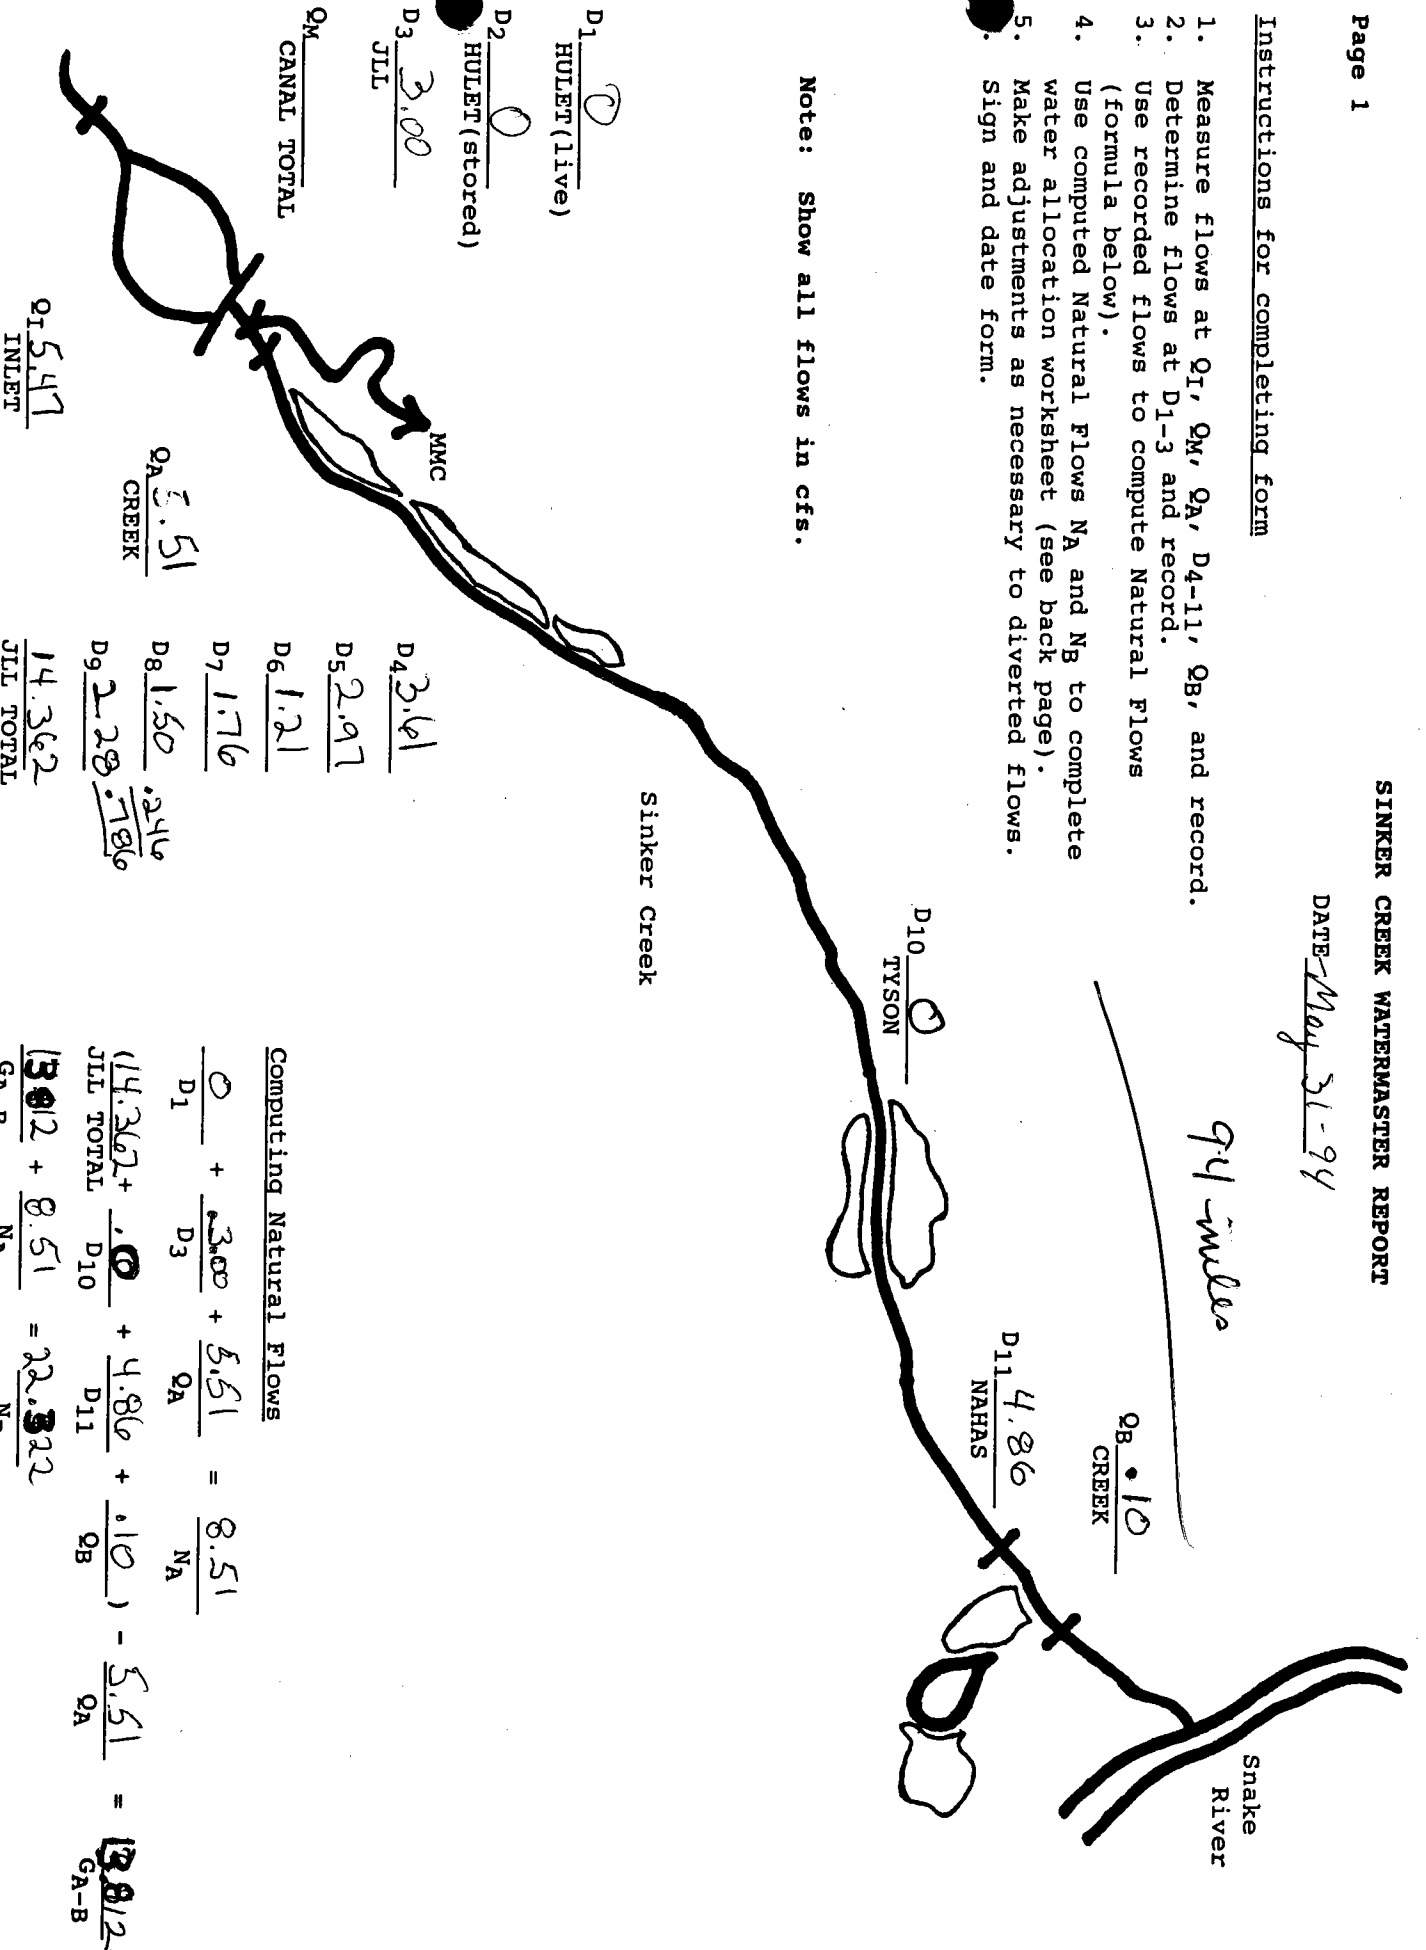 Page 1
SINKER CREEK WATERMASTER REPORT
DATE May 31-94
94 miles
Instructions for completing form
1. Measure flows at QI, QM, QA, D4-11, QB, and record.
2. Determine flows at D1-3 and record.
3. Use recorded flows to compute Natural Flows
(formula below).
4. Use computed Natural Flows NA and NB to complete
water allocation worksheet (see back page).
5. Make adjustments as necessary to diverted flows.
Sign and date form.
Note: Show all flows in cfs.
QB .10
CREEK
Snake
River
D11 4.86
NAHAS
D10 0
TYSON
Sinker Creek
D1 0
HULET(live)
D2 0
HULET(stored)
D3 3.00
JLL
QM
CANAL TOTAL
MMC
QI 5.47
INLET
QA 5.51
CREEK
D4 3.61
D5 2.97
D6 1.21
D7 1.76
D8 1.50 .246
D9 2.28 .786
14.362
JLL TOTAL
Computing Natural Flows
0 + 3.00 + 5.51 = 8.51
D1 D3 QA NA
(14.362 + .0 + 4.86 + .10) - 5.51 = 13.812
JLL TOTAL D10 D11 QB QA GA-B
13812 + 8.51 = 22.322
GA-B NA NB